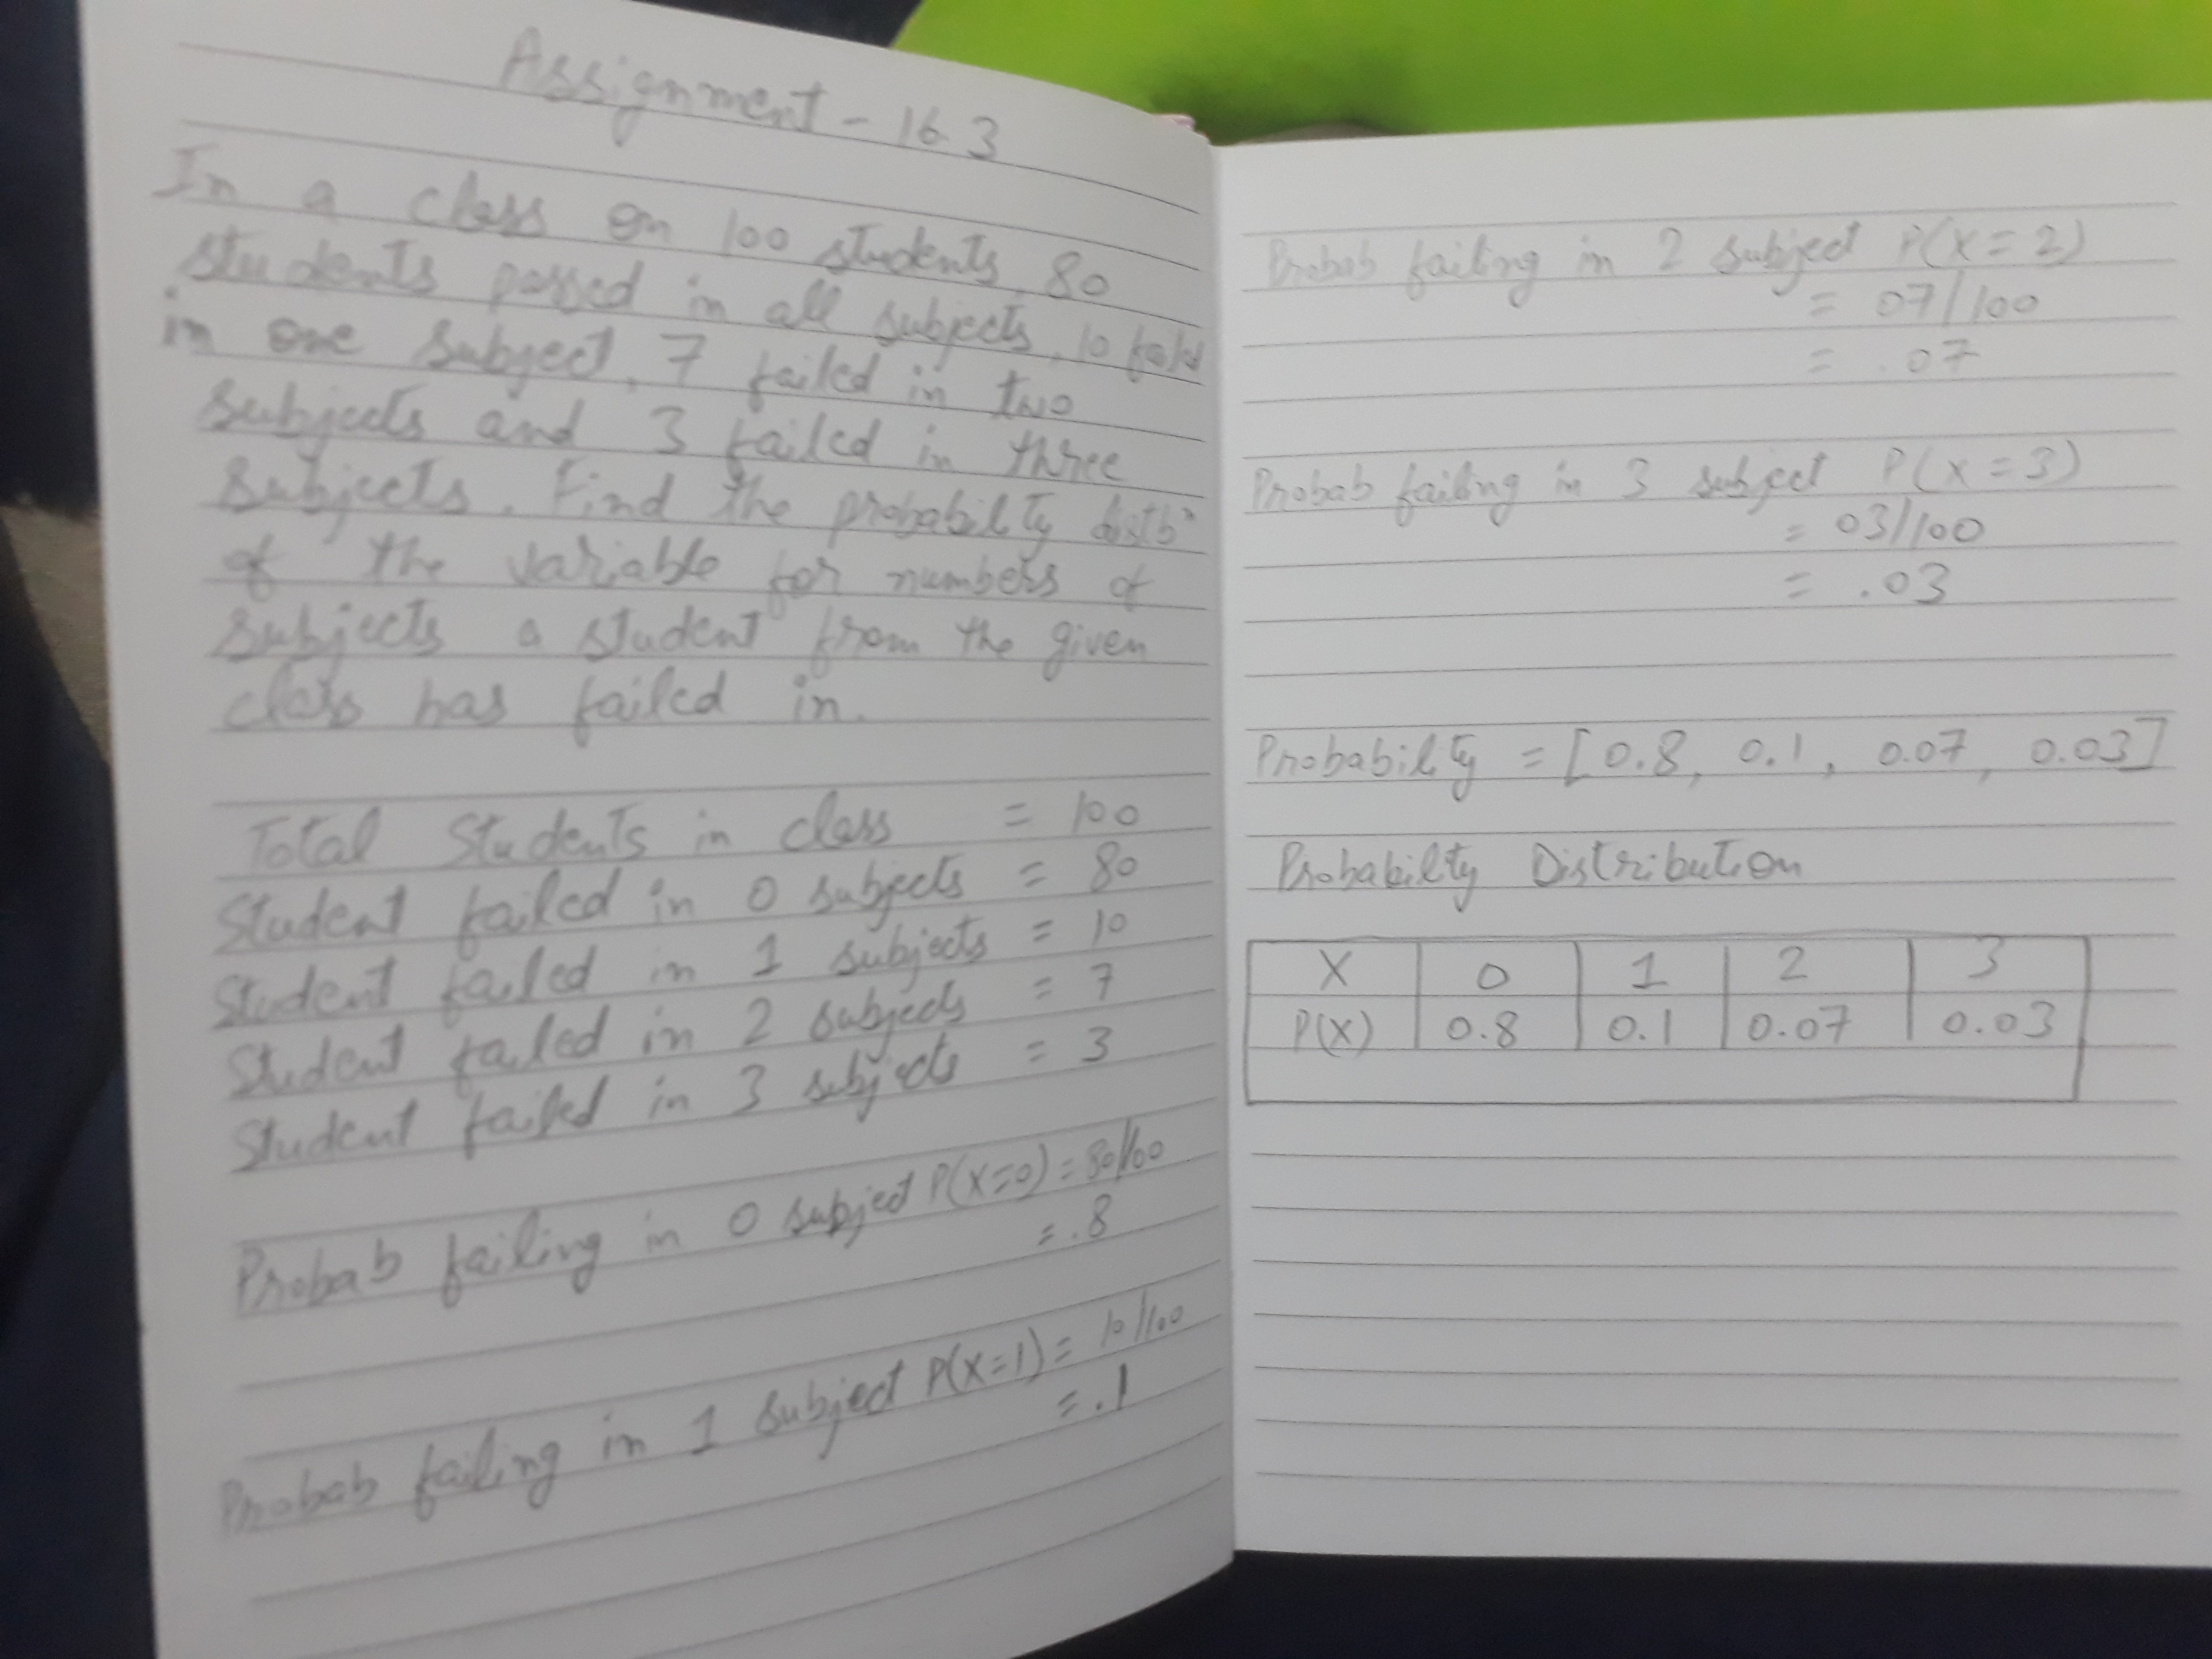 Assignment - 16.3
In a class on 100 students, 80
students passed in all subjects, 10 faild
in one subject, 7 failed in two
subjects and 3 failed in three
subjects. Find the probability distbⁿ
of the variable for numbers of
subjects a student from the given
class has failed in.
Total Students in class = 100
Student failed in 0 subjects = 80
Student failed in 1 subjects = 10
Student failed in 2 subjects = 7
Student failed in 3 subjects = 3
Probab failing in 0 subject P(X=0) = 80/100
= .8
Probab failing in 1 subject P(X=1) = 10/100
= .1
Probab failing in 2 subject P(X=2)
= 07/100
= .07
Probab failing in 3 subject P(X=3)
= 03/100
= .03
Probability = [0.8, 0.1, 0.07, 0.03]
Probability Distribution
X 0 1 2 3
P(X) 0.8 0.1 0.07 0.03